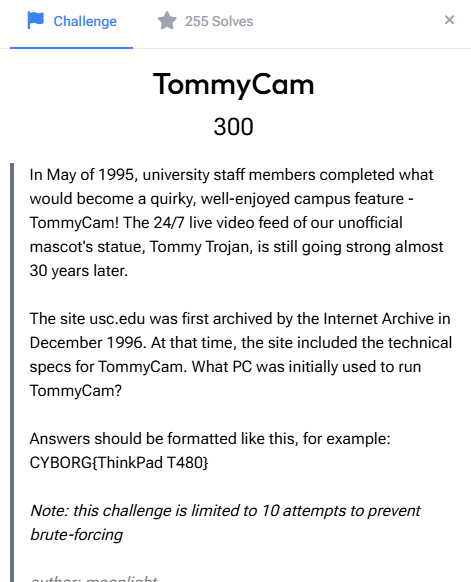 Challenge
255 Solves
×
TommyCam
300
In May of 1995, university staff members completed what
would become a quirky, well-enjoyed campus feature -
TommyCam! The 24/7 live video feed of our unofficial
mascot's statue, Tommy Trojan, is still going strong almost
30 years later.
The site usc.edu was first archived by the Internet Archive in
December 1996. At that time, the site included the technical
specs for TommyCam. What PC was initially used to run
TommyCam?
Answers should be formatted like this, for example:
CYBORG{ThinkPad T480}
Note: this challenge is limited to 10 attempts to prevent
brute-forcing
author: moonlight